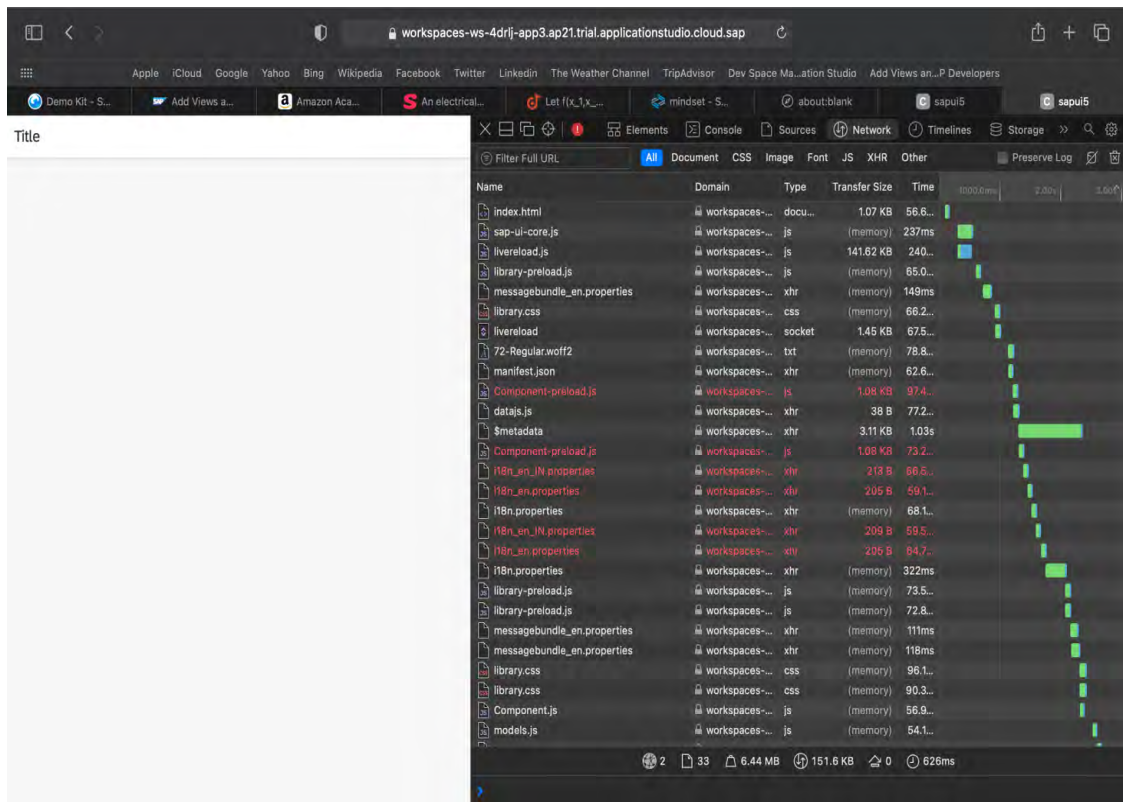 workspaces-ws-4drlj-app3.ap21.trial.applicationstudio.cloud.sap
Apple iCloud Google Yahoo Bing Wikipedia Facebook Twitter Linkedin The Weather Channel TripAdvisor Dev Space Ma...ation Studio Add Views an...P Developers
Demo Kit - S... SAP Add Views a... a Amazon Aca... S An electrical... Let f(x_1,x_... mindset - S... about:blank C sapui5 C sapui5
Title
Elements Console Sources Network Timelines Storage
Filter Full URL All Document CSS Image Font JS XHR Other Preserve Log
Name Domain Type Transfer Size Time 1000.0ms 2.00s 3.00s
index.html workspaces-... docu... 1.07 KB 56.6...
sap-ui-core.js workspaces-... js (memory) 237ms
livereload.js workspaces-... js 141.62 KB 240...
library-preload.js workspaces-... js (memory) 65.0...
messagebundle_en.properties workspaces-... xhr (memory) 149ms
library.css workspaces-... css (memory) 66.2...
livereload workspaces-... socket 1.45 KB 67.5...
72-Regular.woff2 workspaces-... txt (memory) 78.8...
manifest.json workspaces-... xhr (memory) 62.6...
Component-preload.js workspaces-... js 1.08 KB 97.4...
datajs.js workspaces-... xhr 38 B 77.2...
$metadata workspaces-... xhr 3.11 KB 1.03s
Component-preload.js workspaces-... js 1.08 KB 73.2...
i18n_en_IN.properties workspaces-... xhr 213 B 66.5...
i18n_en.properties workspaces-... xhr 205 B 59.1...
i18n.properties workspaces-... xhr (memory) 68.1...
i18n_en_IN.properties workspaces-... xhr 209 B 59.5...
i18n_en.properties workspaces-... xhr 205 B 64.7...
i18n.properties workspaces-... xhr (memory) 322ms
library-preload.js workspaces-... js (memory) 73.5...
library-preload.js workspaces-... js (memory) 72.8...
messagebundle_en.properties workspaces-... xhr (memory) 111ms
messagebundle_en.properties workspaces-... xhr (memory) 118ms
library.css workspaces-... css (memory) 96.1...
library.css workspaces-... css (memory) 90.3...
Component.js workspaces-... js (memory) 56.9...
models.js workspaces-... js (memory) 54.1...
2 33 6.44 MB 151.6 KB 0 626ms